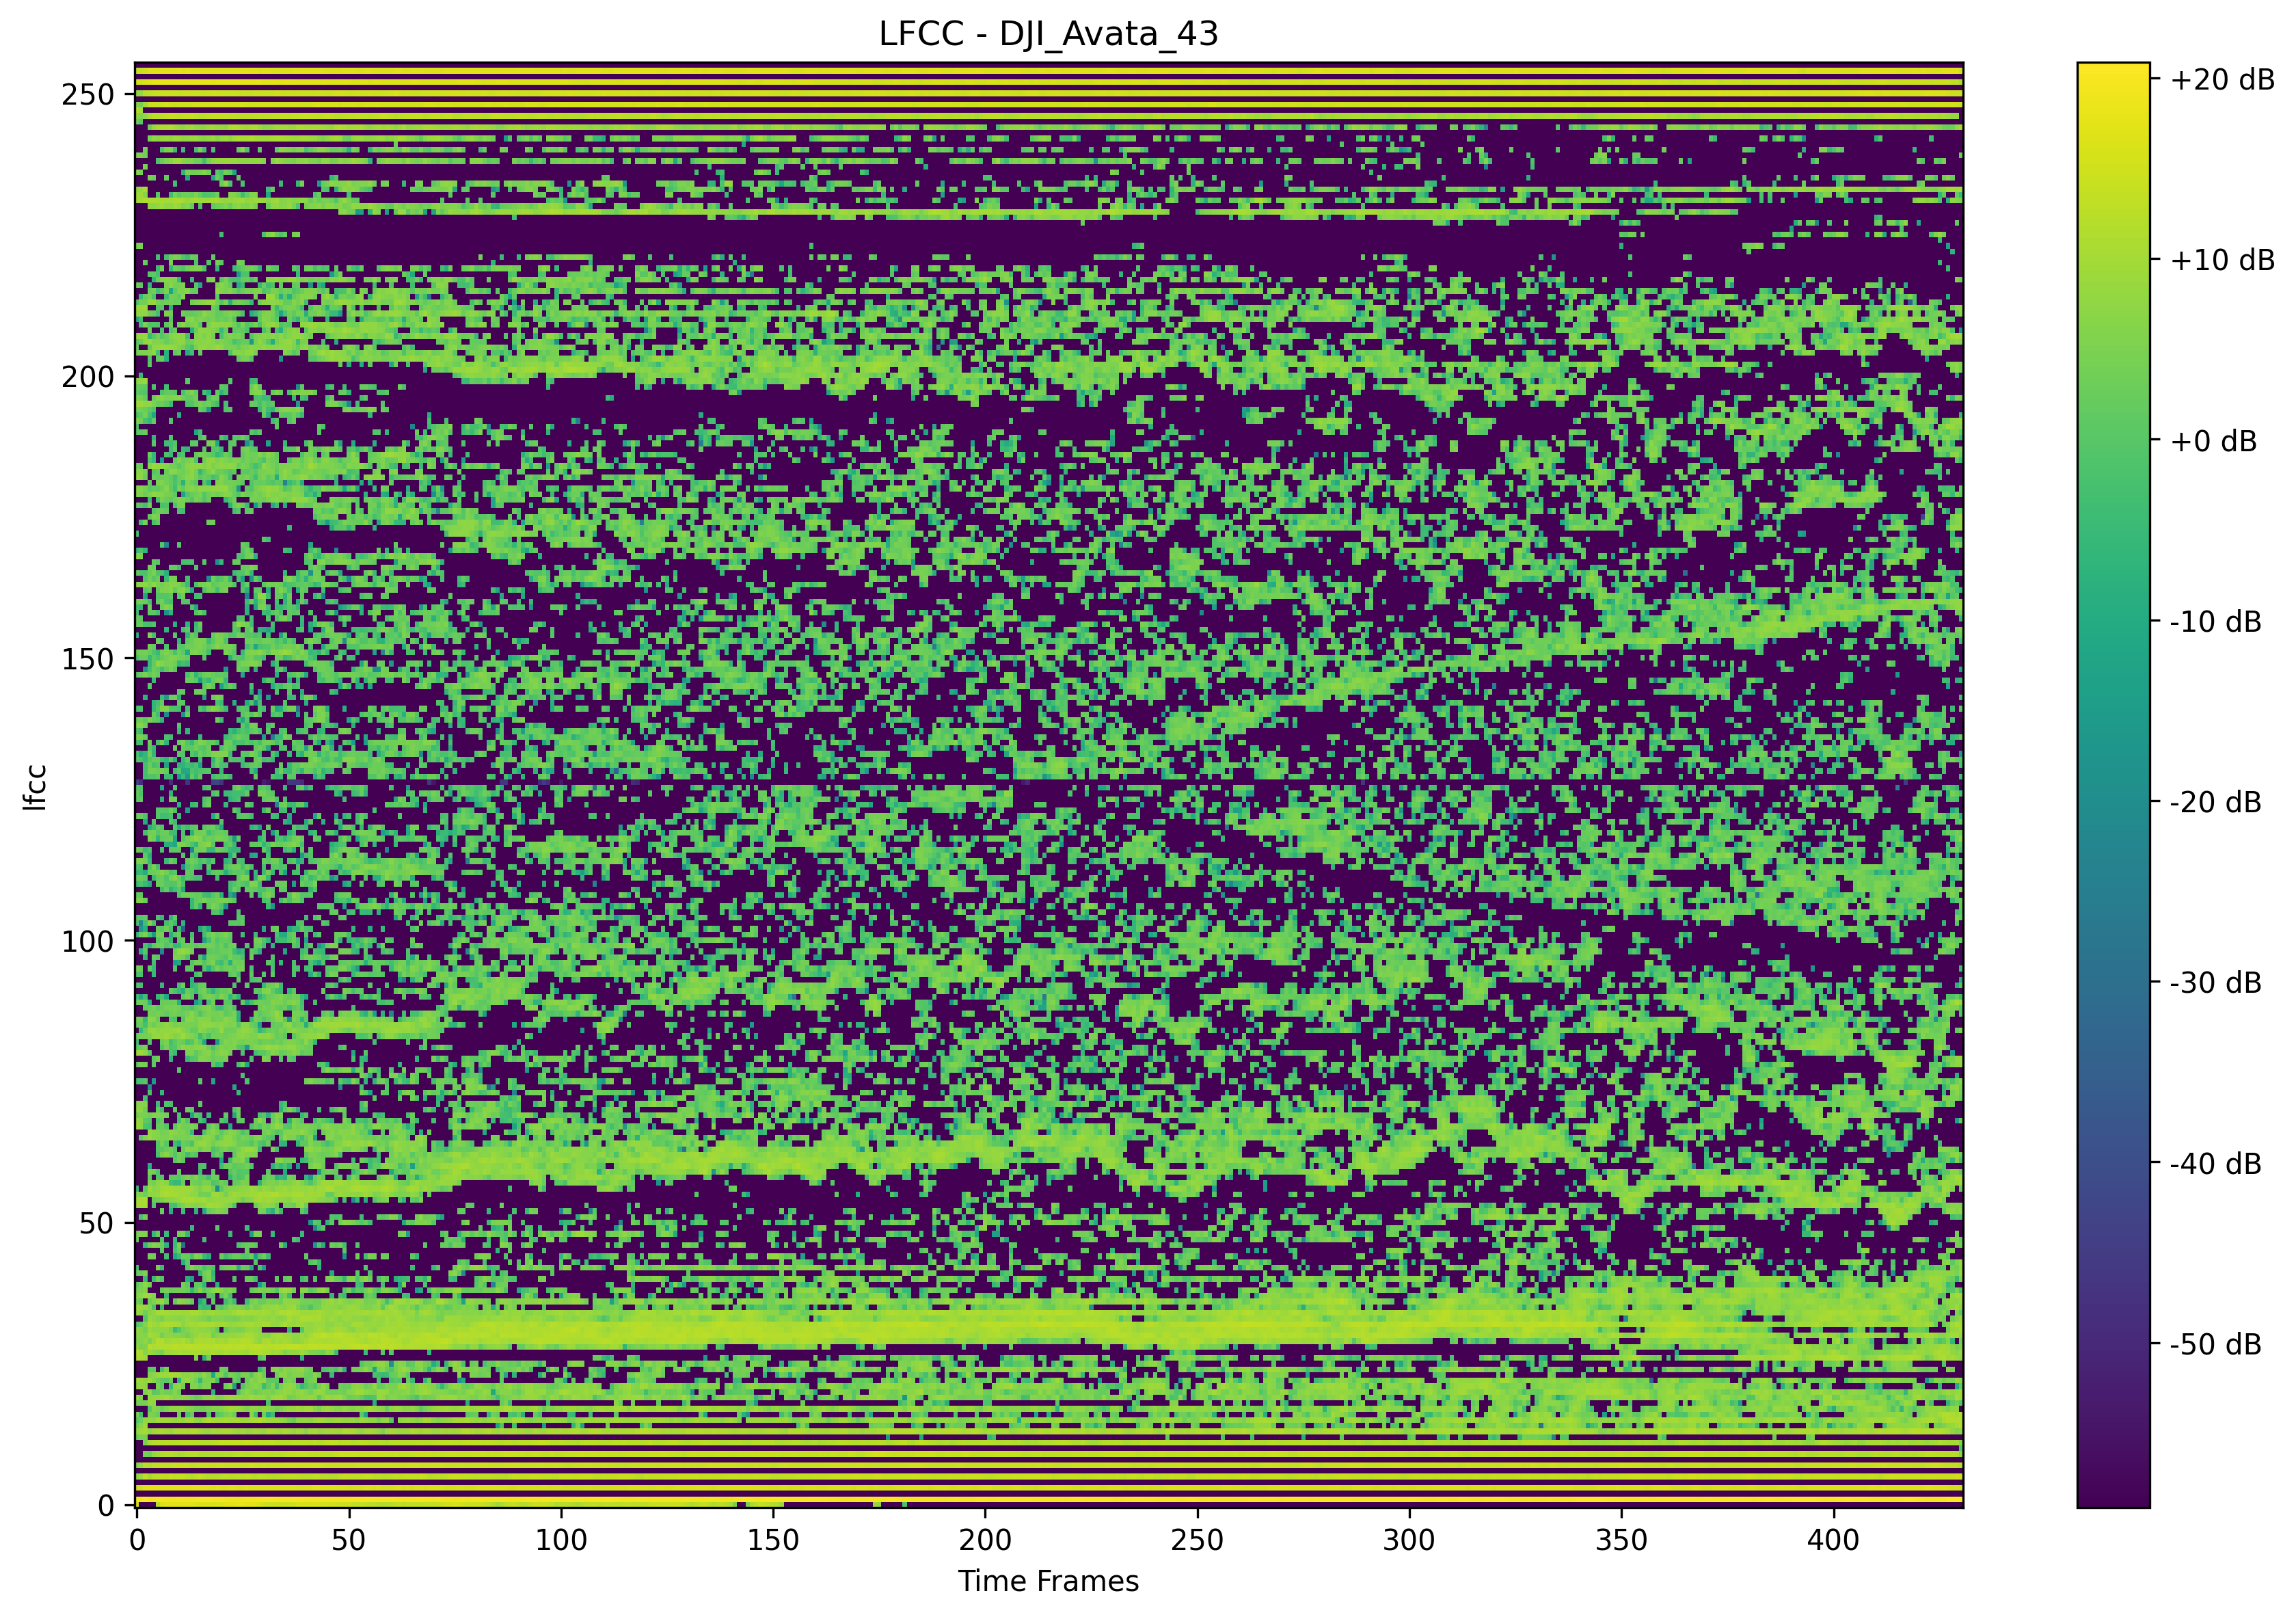 LFCC - DJI_Avata_43
250
200
150
100
50
0
lfcc
0 50 100 150 200 250 300 350 400
Time Frames
+20 dB
+10 dB
+0 dB
-10 dB
-20 dB
-30 dB
-40 dB
-50 dB